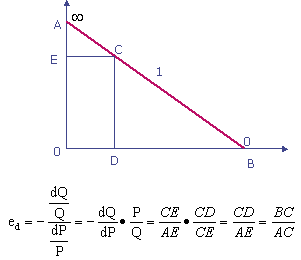 A ∞
E C
1
0 D 0
B
e_d = - (dQ/Q)/(dP/P) = - dQ/dP • P/Q = CE/AE • CD/CE = CD/AE = BC/AC